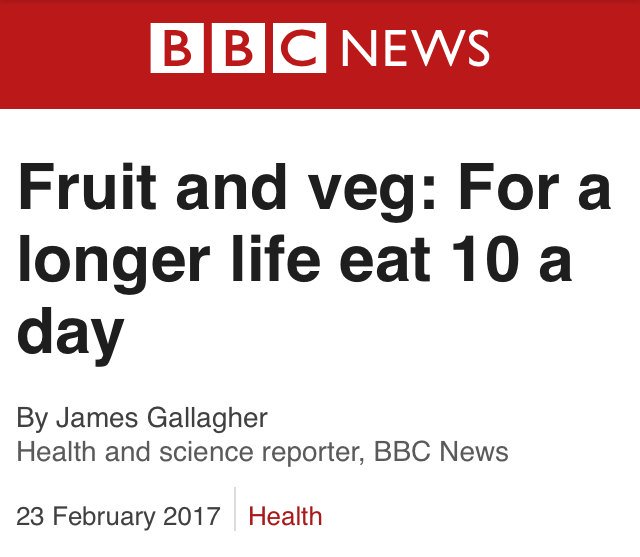 BBC NEWS
Fruit and veg: For a
longer life eat 10 a
day
By James Gallagher
Health and science reporter, BBC News
23 February 2017 Health